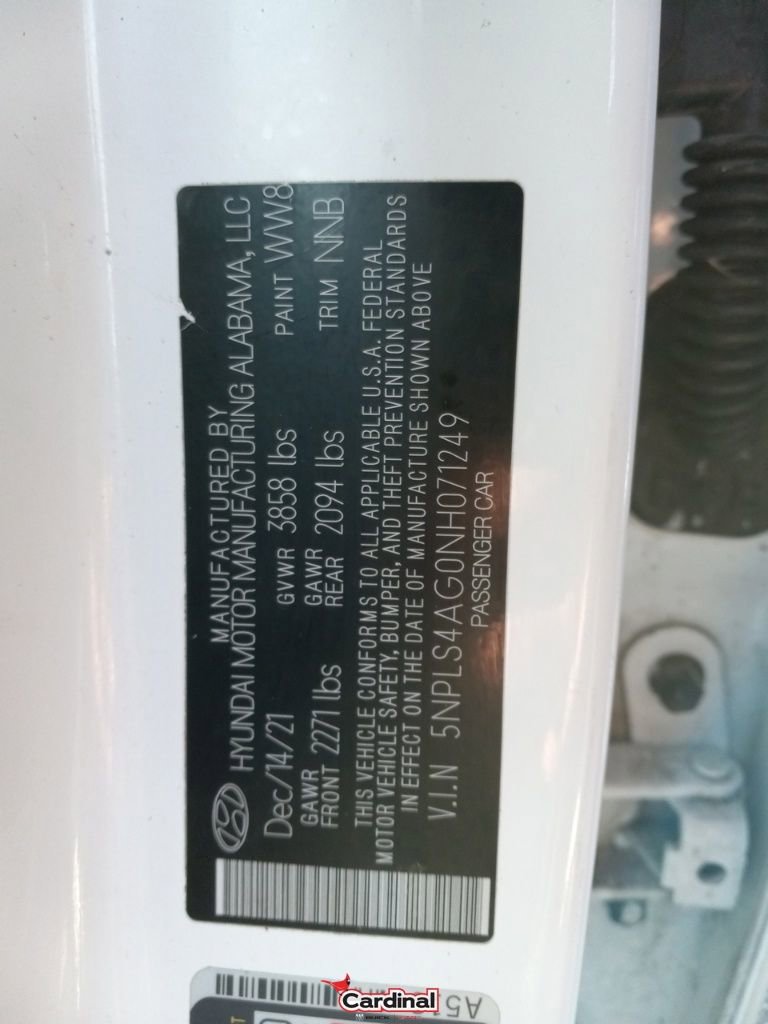 MANUFACTURED BY
HYUNDAI MOTOR MANUFACTURING ALABAMA, LLC
Dec/14/21 GVWR 3858 lbs PAINT WW8
GAWR FRONT 2271 lbs GAWR REAR 2094 lbs TRIM NNB
THIS VEHICLE CONFORMS TO ALL APPLICABLE U.S.A. FEDERAL
MOTOR VEHICLE SAFETY, BUMPER, AND THEFT PREVENTION STANDARDS
IN EFFECT ON THE DATE OF MANUFACTURE SHOWN ABOVE
V.I.N 5NPLS4AG0NH071249
PASSENGER CAR
Cardinal
BUICK